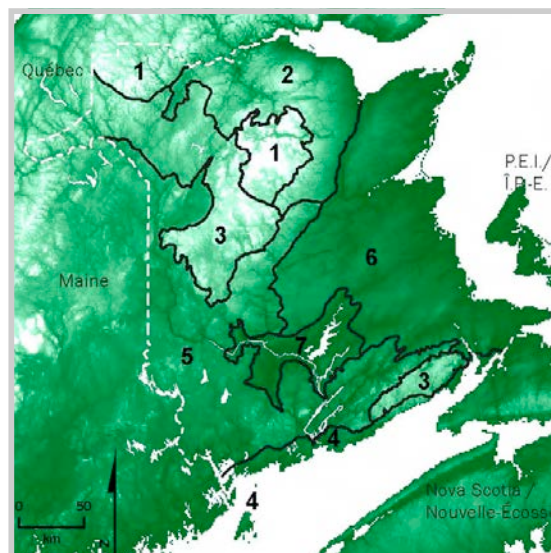 Québec
1
2
1
P.E.I./
Î.P.-E.
3
6
Maine
7
5
3
4
4
0 50
km
N
Nova Scotia /
Nouvelle-Écosse